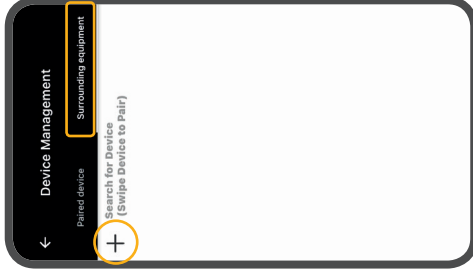 Device Management
Paired device
Surrounding equipment
Search for Device
(Swipe Device to Pair)